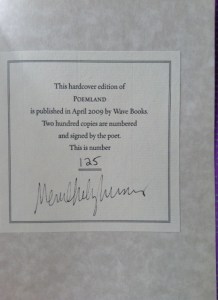 This hardcover edition of
POEMLAND
is published in April 2009 by Wave Books.
Two hundred copies are numbered
and signed by the poet.
This is number
125